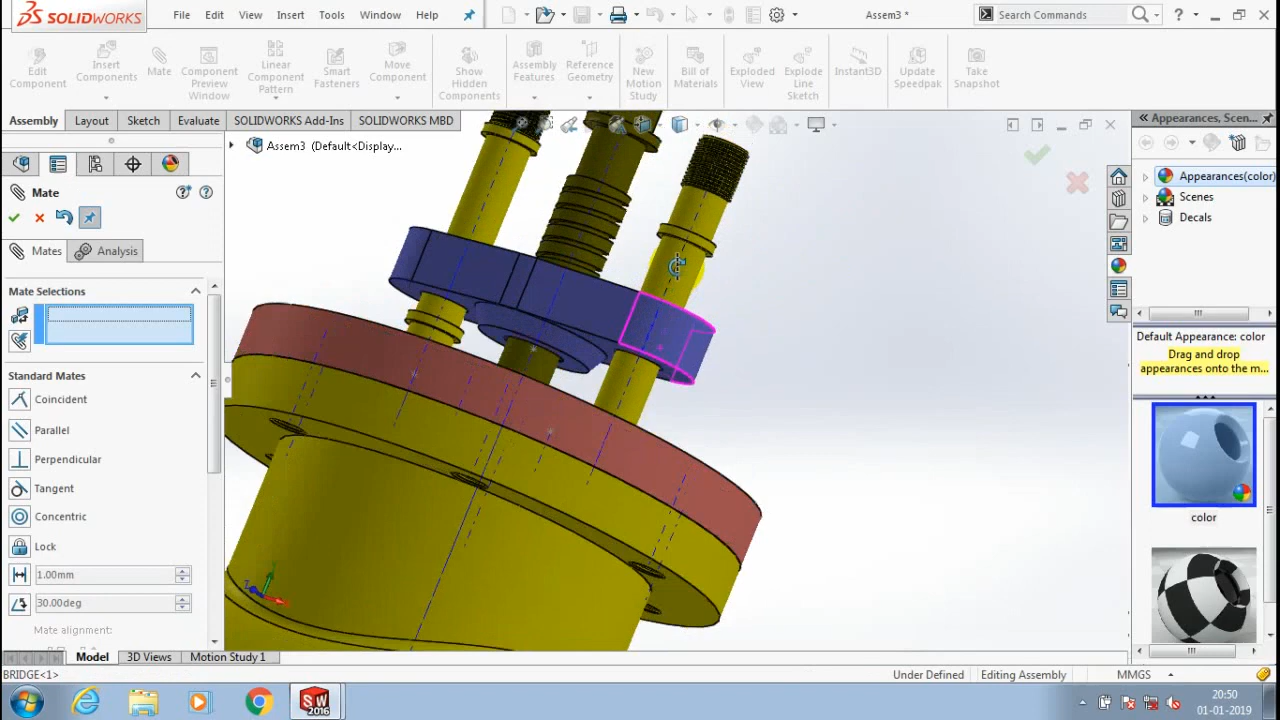 SOLIDWORKS File Edit View Insert Tools Window Help Assem3 * Search Commands ?
Edit Component
Insert Components
Mate
Component Preview Window
Linear Component Pattern
Smart Fasteners
Move Component
Show Hidden Components
Assembly Features
Reference Geometry
New Motion Study
Bill of Materials
Exploded View
Explode Line Sketch
Instant3D
Update Speedpak
Take Snapshot
Assembly Layout Sketch Evaluate SOLIDWORKS Add-Ins SOLIDWORKS MBD
Appearances, Scen...
Assem3 (Default<Display...
Mate
Mates Analysis
Mate Selections
Standard Mates
Coincident
Parallel
Perpendicular
Tangent
Concentric
Lock
1.00mm
30.00deg
Mate alignment:
Appearances(color)
Scenes
Decals
Default Appearance: color
Drag and drop
appearances onto the m...
color
Model 3D Views Motion Study 1
BRIDGE<1> Under Defined Editing Assembly MMGS
SW
2016
20:50
01-01-2019